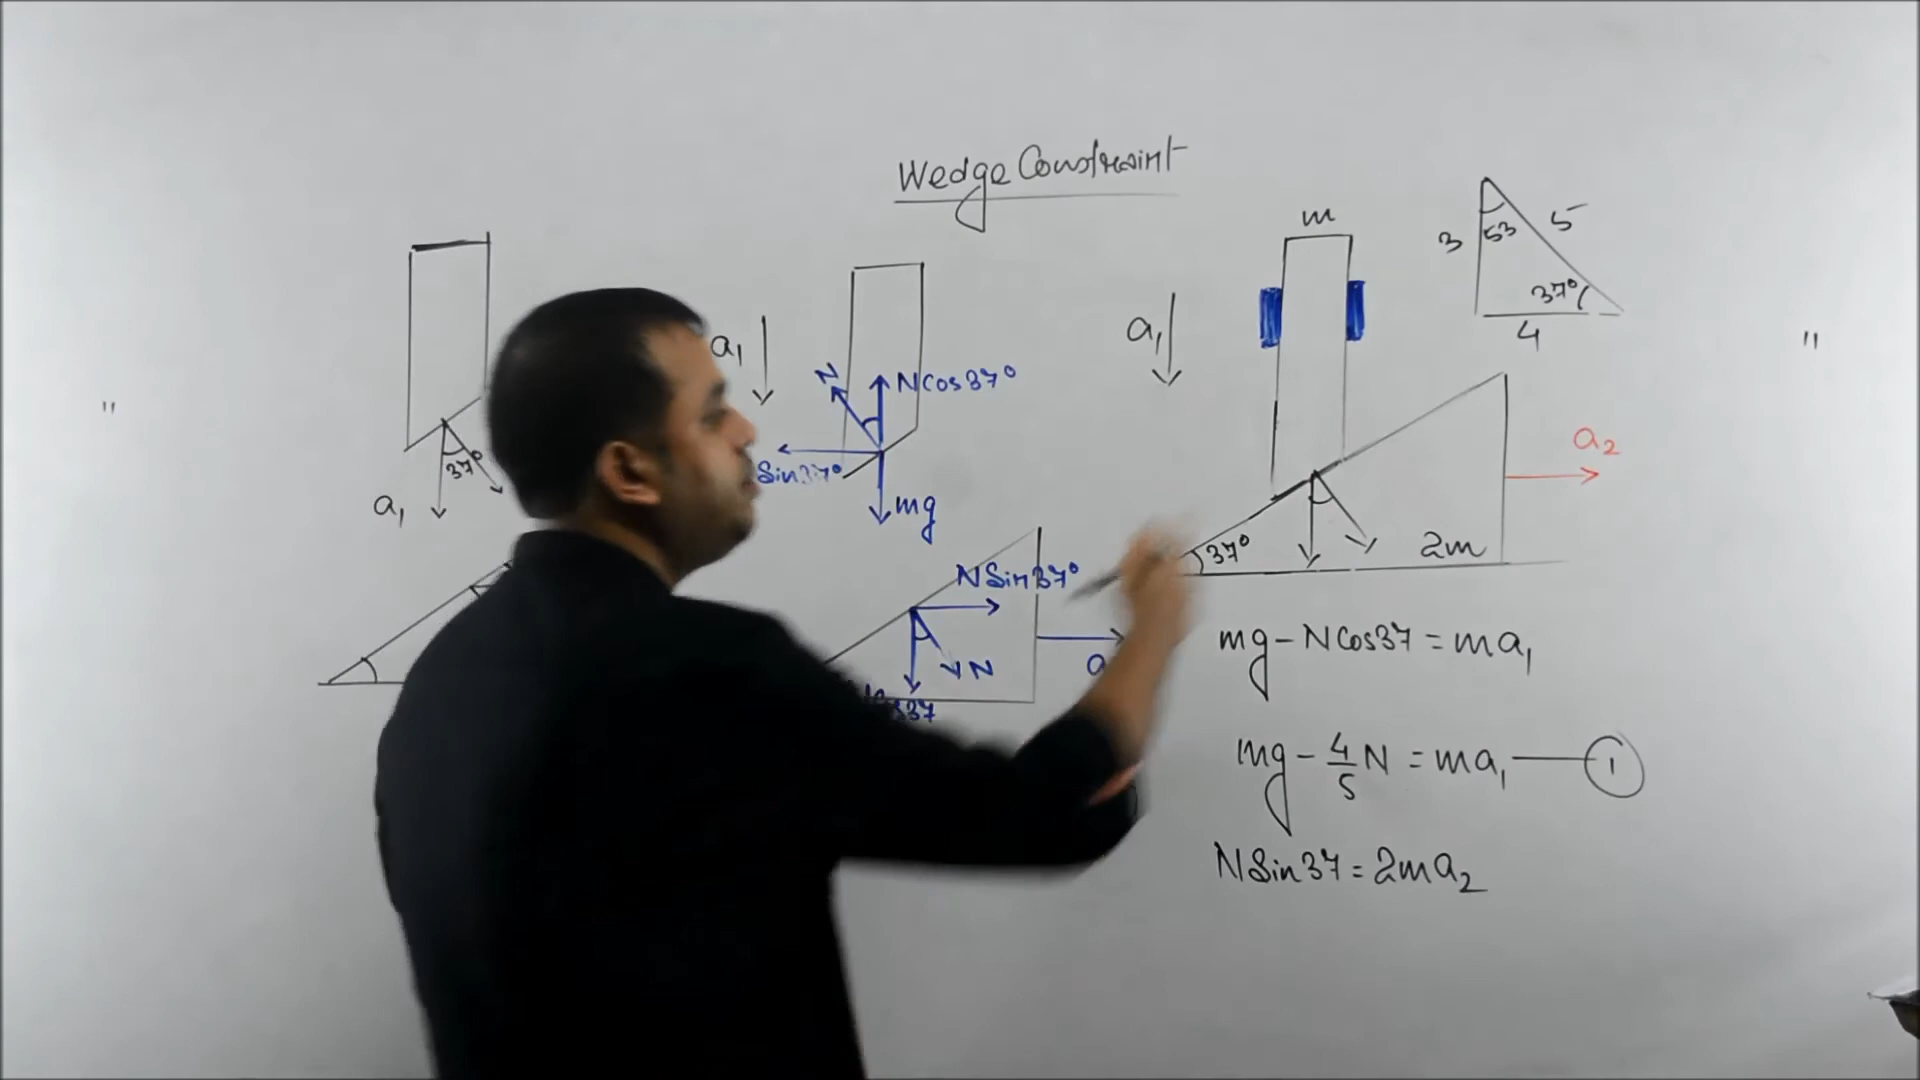 Wedge Constraint
m
3
53
5
37°
4
"
"
a₁
37°
a₁
N
NCos37°
Sin37°
mg
NSin37°
N
a₁
a₂
37°
2m
mg - NCos37 = ma₁
mg - 4/5 N = ma₁ —— ①
NSin37 = 2ma₂